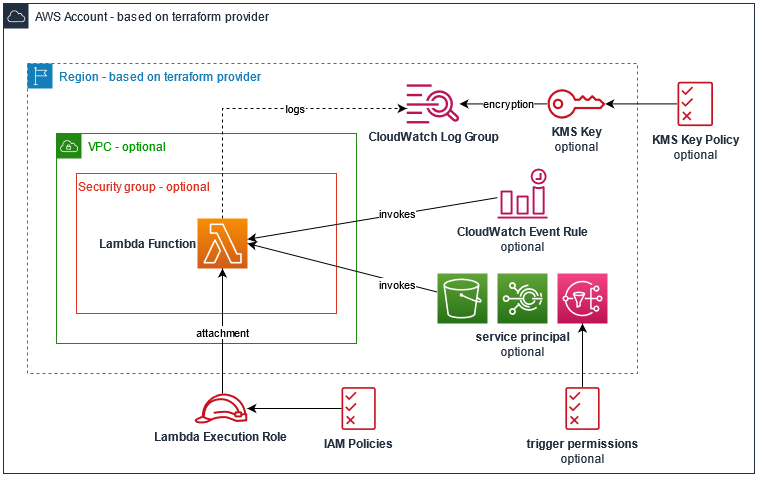 AWS Account - based on terraform provider
Region - based on terraform provider
logs
encryption
CloudWatch Log Group
KMS Key
optional
KMS Key Policy
optional
VPC - optional
Security group - optional
invokes
Lambda Function
CloudWatch Event Rule
optional
invokes
service principal
optional
attachment
Lambda Execution Role
IAM Policies
trigger permissions
optional